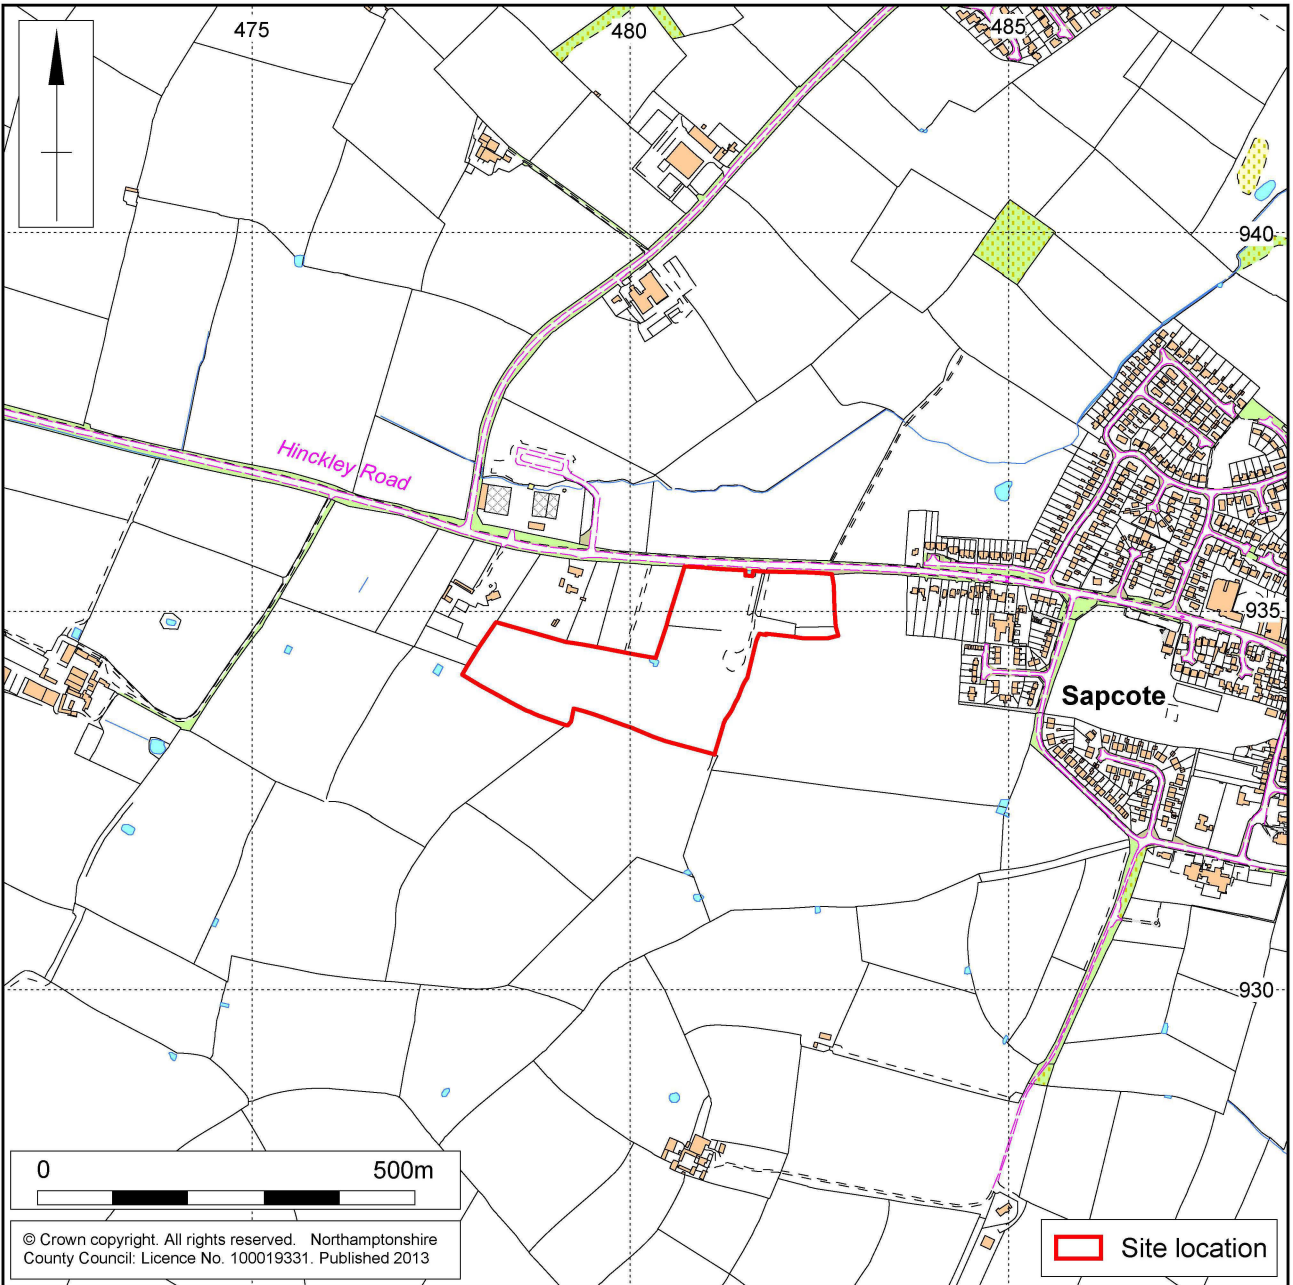 475
480
485
940
Hinckley Road
935
Sapcote
930
0 500m
© Crown copyright. All rights reserved. Northamptonshire
County Council: Licence No. 100019331. Published 2013
Site location